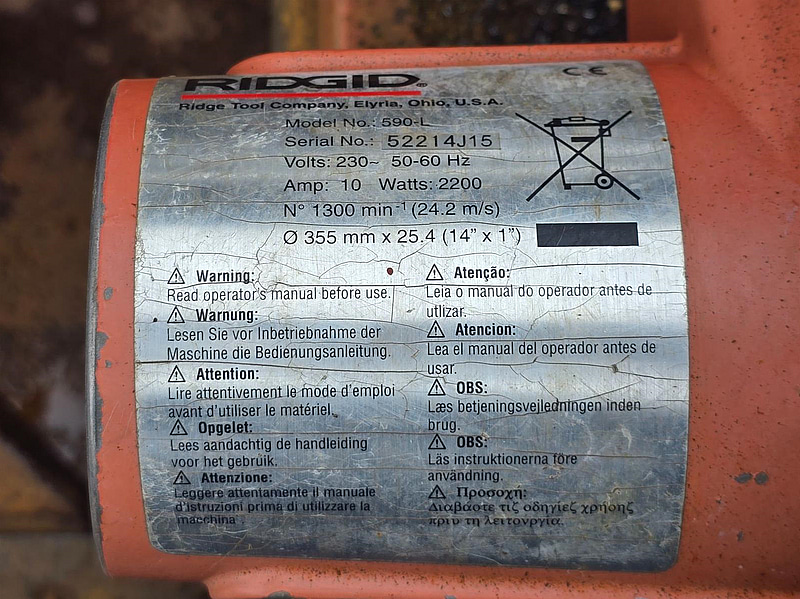 RIDGID®
CE
Ridge Tool Company, Elyria, Ohio, U.S.A.
Model No.: 590-L
Serial No.: 52214J15
Volts: 230~ 50-60 Hz
Amp: 10 Watts: 2200
N° 1300 min⁻¹ (24.2 m/s)
Ø 355 mm x 25.4 (14" x 1")
Warning:
Read operator's manual before use.
Warnung:
Lesen Sie vor Inbetriebnahme der
Maschine die Bedienungsanleitung.
Attention:
Lire attentivement le mode d'emploi
avant d'utiliser le matériel.
Opgelet:
Lees aandachtig de handleiding
voor het gebruik.
Attenzione:
Leggere attentamente il manuale
d'istruzioni prima di utilizzare la
macchina
Atenção:
Leia o manual do operador antes de
utlizar.
Atencion:
Lea el manual del operador antes de
usar.
OBS:
Læs betjeningsvejledningen inden
brug.
OBS:
Läs instruktionerna före
användning.
Προσοχή:
Διαβάστε τιζ οδηγίεζ χρήσης
πριυ τη λειτονργία.